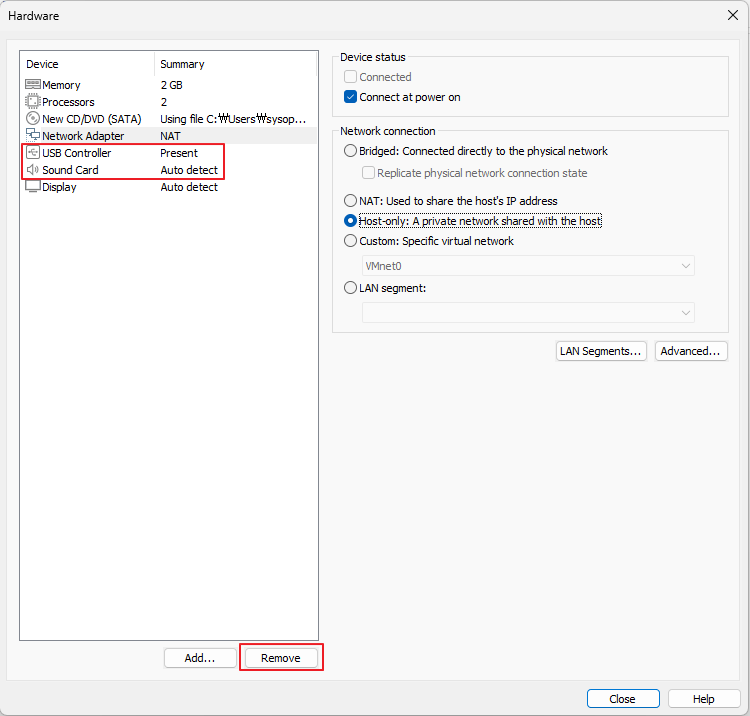 Hardware
Device Summary
Memory 2 GB
Processors 2
New CD/DVD (SATA) Using file C:₩Users₩sysop...
Network Adapter NAT
USB Controller Present
Sound Card Auto detect
Display Auto detect
Add...
Remove
Device status
Connected
Connect at power on
Network connection
Bridged: Connected directly to the physical network
Replicate physical network connection state
NAT: Used to share the host's IP address
Host-only: A private network shared with the host
Custom: Specific virtual network
VMnet0
LAN segment:
LAN Segments... Advanced...
Close Help